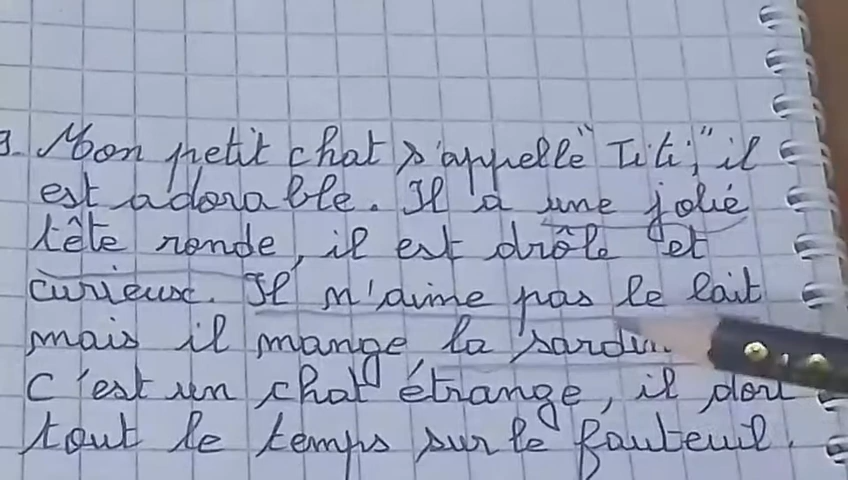 3. Mon petit chat s'appelle "Titi", il
est adorable. Il a une jolie
tête ronde, il est drôle et
curieux. Il n'aime pas le lait
mais il mange la
C'est un chat étrange, il dort
tout le temps sur le fauteuil.